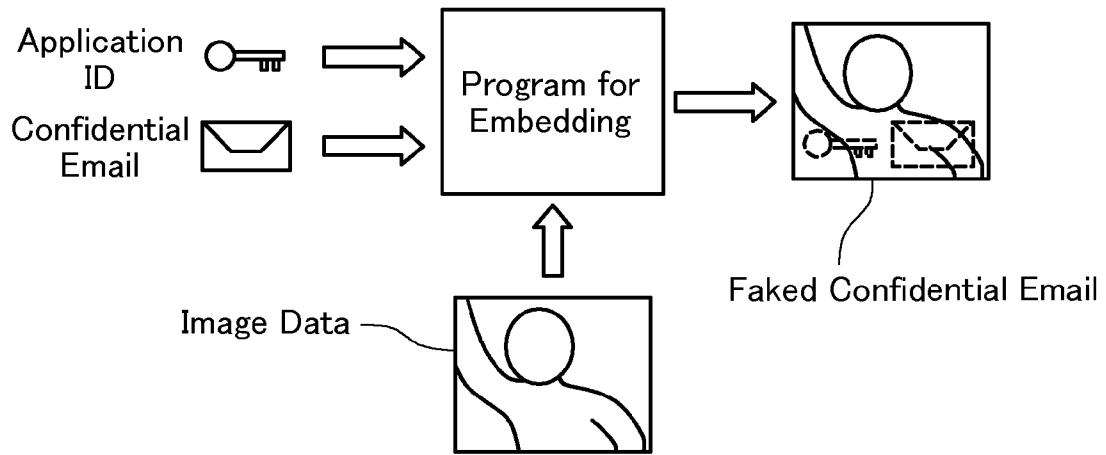 Application
ID
Confidential
Email
Program for
Embedding
Faked Confidential Email
Image Data